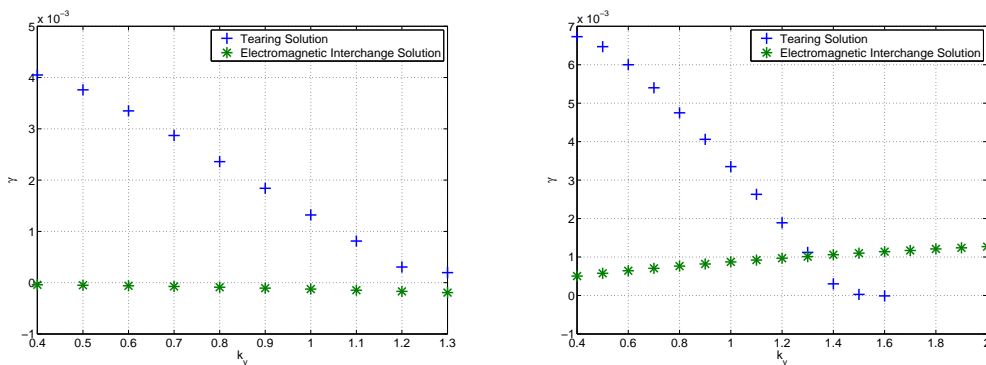 x 10⁻³
5
4
3
2
1
0
−1
γ
Tearing Solution
Electromagnetic Interchange Solution
0.4 0.5 0.6 0.7 0.8 0.9 1 1.1 1.2 1.3
k_y
x 10⁻³
7
6
5
4
3
2
1
0
−1
γ
Tearing Solution
Electromagnetic Interchange Solution
0.4 0.6 0.8 1 1.2 1.4 1.6 1.8 2
k_y